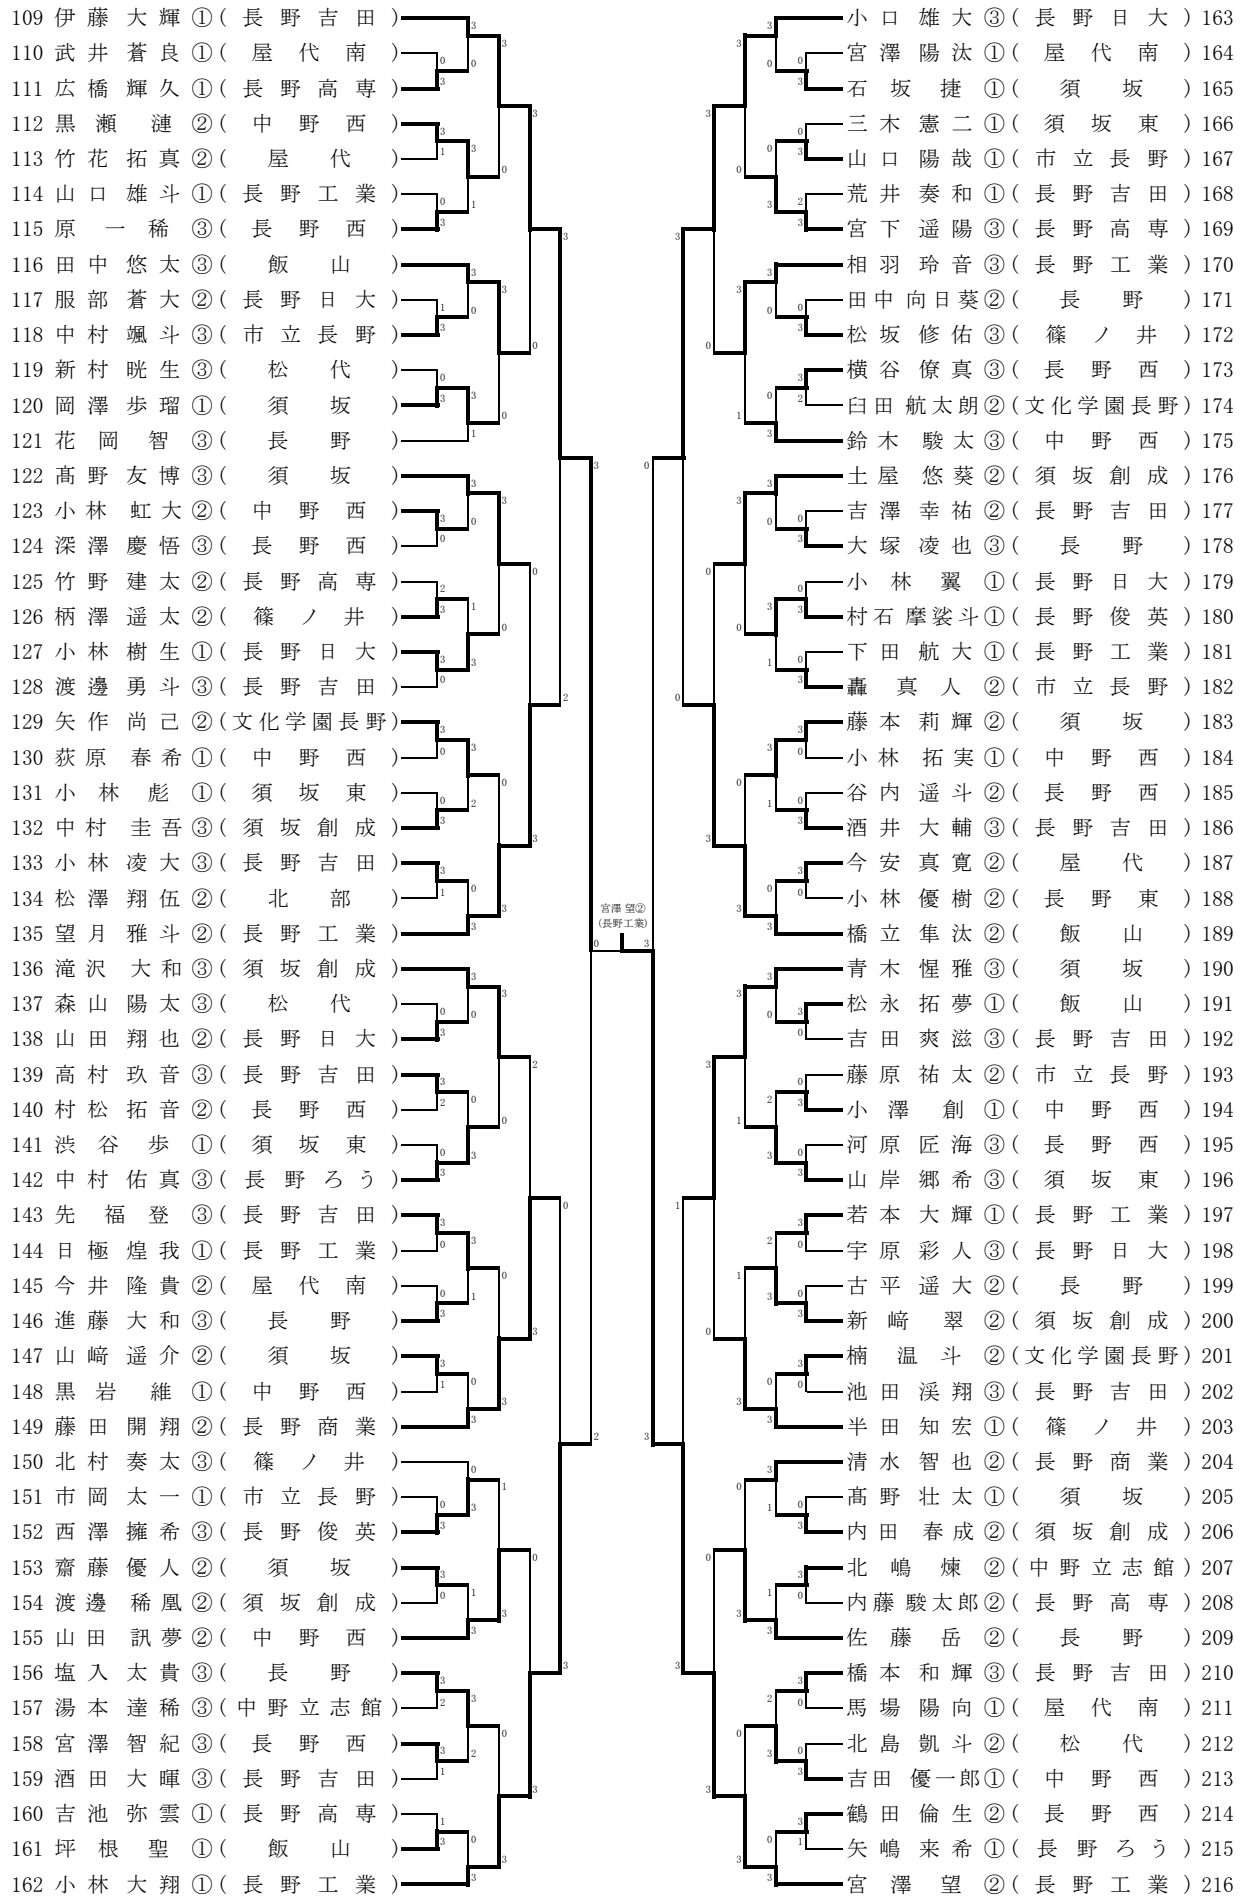 109 伊藤大輝①(長野吉田)
110 武井蒼良①(屋代南)
111 広橋輝久①(長野高専)
112 黒瀬漣②(中野西)
113 竹花拓真②(屋代)
114 山口雄斗①(長野工業)
115 原一稀③(長野西)
116 田中悠太③(飯山)
117 服部蒼大②(長野日大)
118 中村颯斗③(市立長野)
119 新村晄生③(松代)
120 岡澤歩瑠①(須坂)
121 花岡智③(長野)
122 髙野友博③(須坂)
123 小林虹大②(中野西)
124 深澤慶悟③(長野西)
125 竹野建太②(長野高専)
126 柄澤遥太②(篠ノ井)
127 小林樹生①(長野日大)
128 渡邊勇斗③(長野吉田)
129 矢作尚己②(文化学園長野)
130 荻原春希①(中野西)
131 小林彪①(須坂東)
132 中村圭吾③(須坂創成)
133 小林凌大③(長野吉田)
134 松澤翔伍②(北部)
135 望月雅斗②(長野工業)
136 滝沢大和③(須坂創成)
137 森山陽太③(松代)
138 山田翔也②(長野日大)
139 高村玖音③(長野吉田)
140 村松拓音②(長野西)
141 渋谷歩①(須坂東)
142 中村佑真③(長野ろう)
143 先福登③(長野吉田)
144 日極煌我①(長野工業)
145 今井隆貴②(屋代南)
146 進藤大和③(長野)
147 山﨑遥介②(須坂)
148 黒岩維①(中野西)
149 藤田開翔②(長野商業)
150 北村奏太③(篠ノ井)
151 市岡太一①(市立長野)
152 西澤擁希③(長野俊英)
153 齋藤優人②(須坂)
154 渡邊稀凰②(須坂創成)
155 山田訊夢②(中野西)
156 塩入太貴③(長野)
157 湯本達稀③(中野立志館)
158 宮澤智紀③(長野西)
159 酒田大暉③(長野吉田)
160 吉池弥雲①(長野高専)
161 坪根聖①(飯山)
162 小林大翔①(長野工業)
宮澤 望②
(長野工業)
小口雄大③(長野日大) 163
宮澤陽汰①(屋代南) 164
石坂捷①(須坂) 165
三木憲二①(須坂東) 166
山口陽哉①(市立長野) 167
荒井奏和①(長野吉田) 168
宮下遥陽③(長野高専) 169
相羽玲音③(長野工業) 170
田中向日葵②(長野) 171
松坂修佑③(篠ノ井) 172
横谷僚真③(長野西) 173
臼田航太朗②(文化学園長野) 174
鈴木駿太③(中野西) 175
土屋悠葵②(須坂創成) 176
吉澤幸祐②(長野吉田) 177
大塚凌也③(長野) 178
小林翼①(長野日大) 179
村石摩裟斗①(長野俊英) 180
下田航大①(長野工業) 181
轟真人②(市立長野) 182
藤本莉輝②(須坂) 183
小林拓実①(中野西) 184
谷内遥斗②(長野西) 185
酒井大輔③(長野吉田) 186
今安真寛②(屋代) 187
小林優樹②(長野東) 188
橋立隼汰②(飯山) 189
青木惺雅③(須坂) 190
松永拓夢①(飯山) 191
吉田爽滋③(長野吉田) 192
藤原祐太②(市立長野) 193
小澤創①(中野西) 194
河原匠海③(長野西) 195
山岸郷希③(須坂東) 196
若本大輝①(長野工業) 197
宇原彩人③(長野日大) 198
古平遥大②(長野) 199
新﨑翠②(須坂創成) 200
楠温斗②(文化学園長野) 201
池田渓翔③(長野吉田) 202
半田知宏①(篠ノ井) 203
清水智也②(長野商業) 204
髙野壮太①(須坂) 205
内田春成②(須坂創成) 206
北嶋煉②(中野立志館) 207
内藤駿太郎②(長野高専) 208
佐藤岳②(長野) 209
橋本和輝③(長野吉田) 210
馬場陽向①(屋代南) 211
北島凱斗②(松代) 212
吉田優一郎①(中野西) 213
鶴田倫生②(長野西) 214
矢嶋来希①(長野ろう) 215
宮澤望②(長野工業) 216